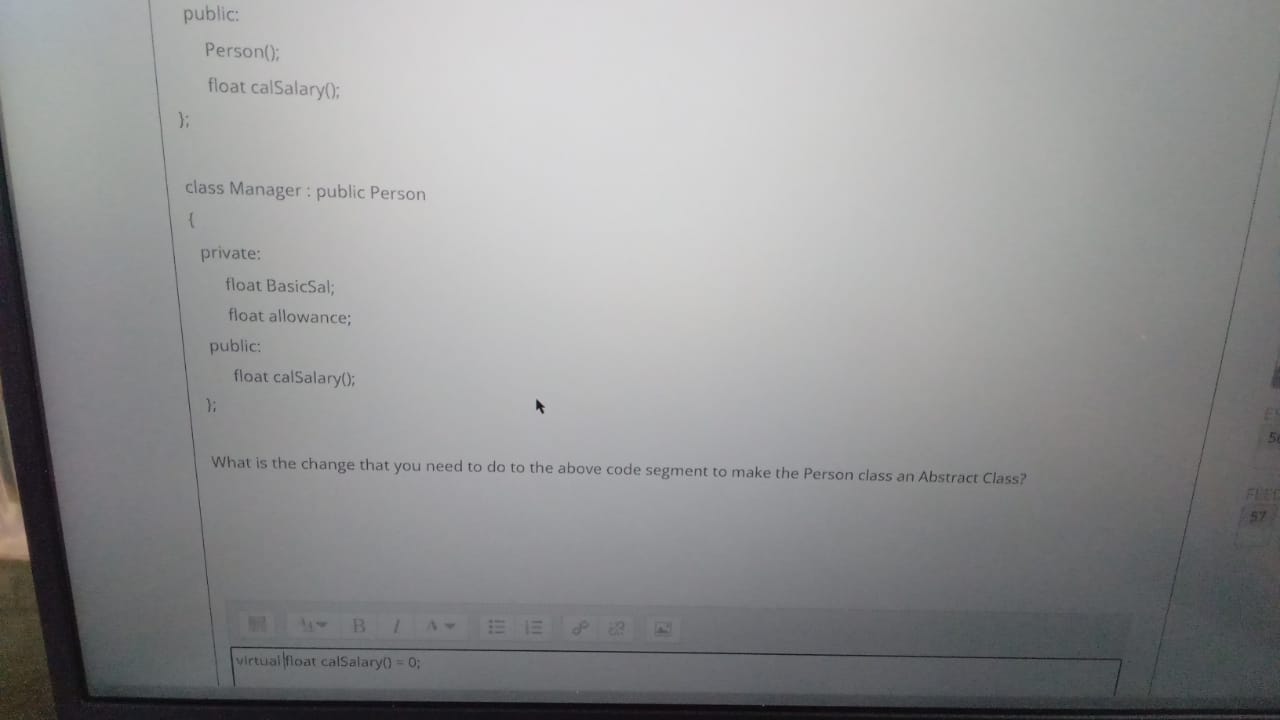 public:
Person();
float calSalary();
};
class Manager : public Person
{
private:
float BasicSal;
float allowance;
public:
float calSalary();
};
What is the change that you need to do to the above code segment to make the Person class an Abstract Class?
B I A
virtual float calSalary() = 0;
57